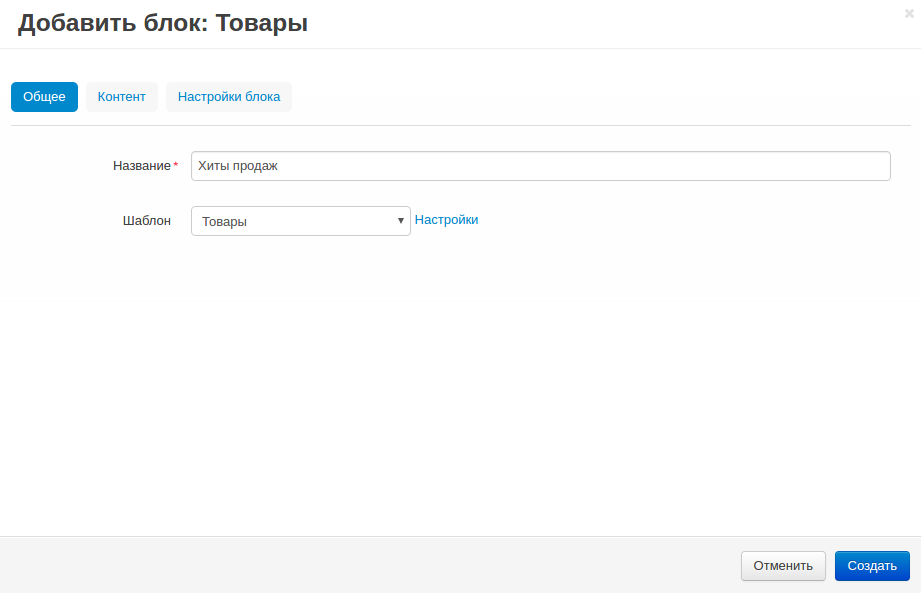 Добавить блок: Товары
Общее Контент Настройки блока
Название* Хиты продаж
Шаблон Товары Настройки
Отменить Создать